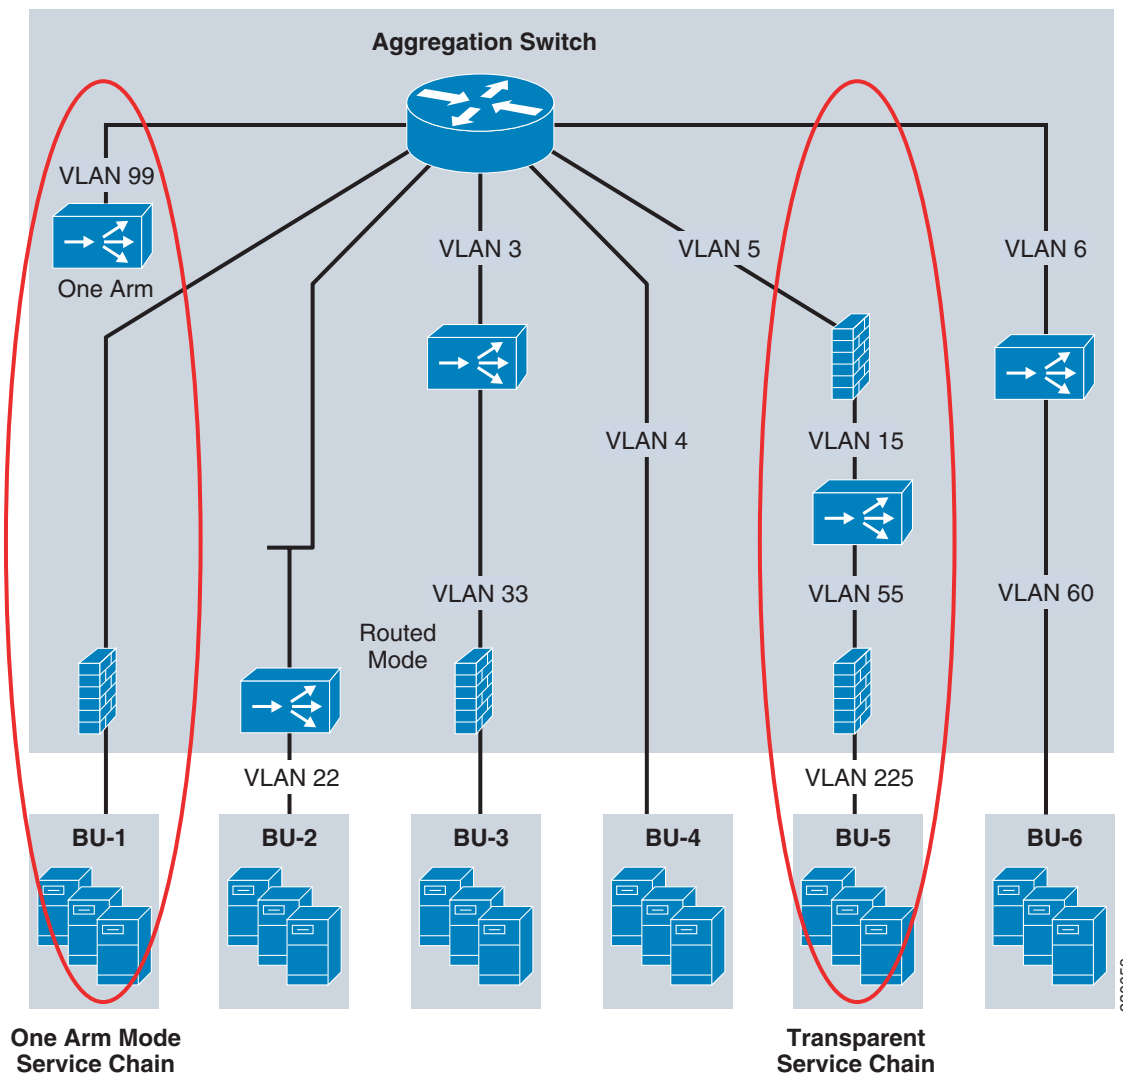 Aggregation Switch
VLAN 99
One Arm
VLAN 3
VLAN 5
VLAN 6
VLAN 4
VLAN 15
VLAN 33
VLAN 55
VLAN 60
Routed
Mode
VLAN 22
VLAN 225
BU-1
BU-2
BU-3
BU-4
BU-5
BU-6
One Arm Mode
Service Chain
Transparent
Service Chain